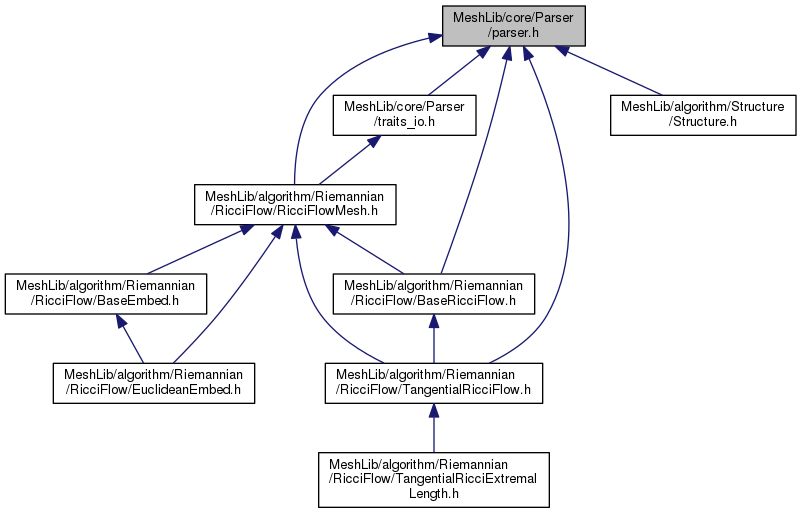 MeshLib/core/Parser
/parser.h
MeshLib/core/Parser
/traits_io.h
MeshLib/algorithm/Structure
/Structure.h
MeshLib/algorithm/Riemannian
/RicciFlow/RicciFlowMesh.h
MeshLib/algorithm/Riemannian
/RicciFlow/BaseEmbed.h
MeshLib/algorithm/Riemannian
/RicciFlow/BaseRicciFlow.h
MeshLib/algorithm/Riemannian
/RicciFlow/EuclideanEmbed.h
MeshLib/algorithm/Riemannian
/RicciFlow/TangentialRicciFlow.h
MeshLib/algorithm/Riemannian
/RicciFlow/TangentialRicciExtremal
Length.h